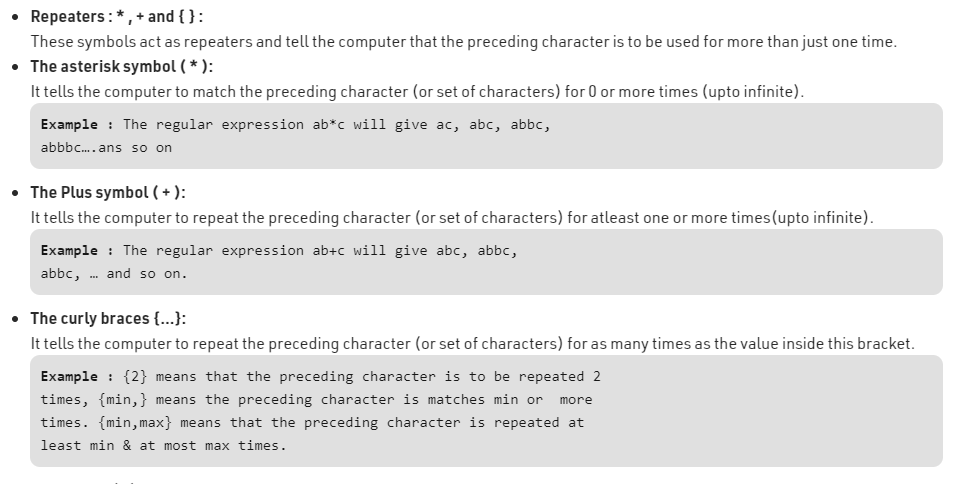 • Repeaters : * , + and { } :
These symbols act as repeaters and tell the computer that the preceding character is to be used for more than just one time.
• The asterisk symbol ( * ):
It tells the computer to match the preceding character (or set of characters) for 0 or more times (upto infinite).
Example : The regular expression ab*c will give ac, abc, abbc,
abbbc….ans so on
• The Plus symbol ( + ):
It tells the computer to repeat the preceding character (or set of characters) for atleast one or more times(upto infinite).
Example : The regular expression ab+c will give abc, abbc,
abbc, … and so on.
• The curly braces {…}:
It tells the computer to repeat the preceding character (or set of characters) for as many times as the value inside this bracket.
Example : {2} means that the preceding character is to be repeated 2
times, {min,} means the preceding character is matches min or  more
times. {min,max} means that the preceding character is repeated at
least min & at most max times.